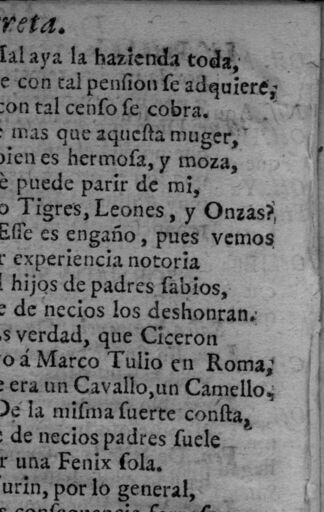 reta.
Mal aya la hazienda toda,
e con tal pension se adquiere,
con tal censo se cobra.
e mas que aquesta muger,
bien es hermosa, y moza,
è puede parir de mi,
o Tigres, Leones, y Onzas?
Esse es engaño, pues vemos
r experiencia notoria
l hijos de padres sabios,
e de necios los deshonran.
s verdad, que Ciceron
vo á Marco Tulio en Roma,
e era un Cavallo, un Camello.
De la misma suerte consta,
e de necios padres suele
r una Fenix sola.
urin, por lo general,